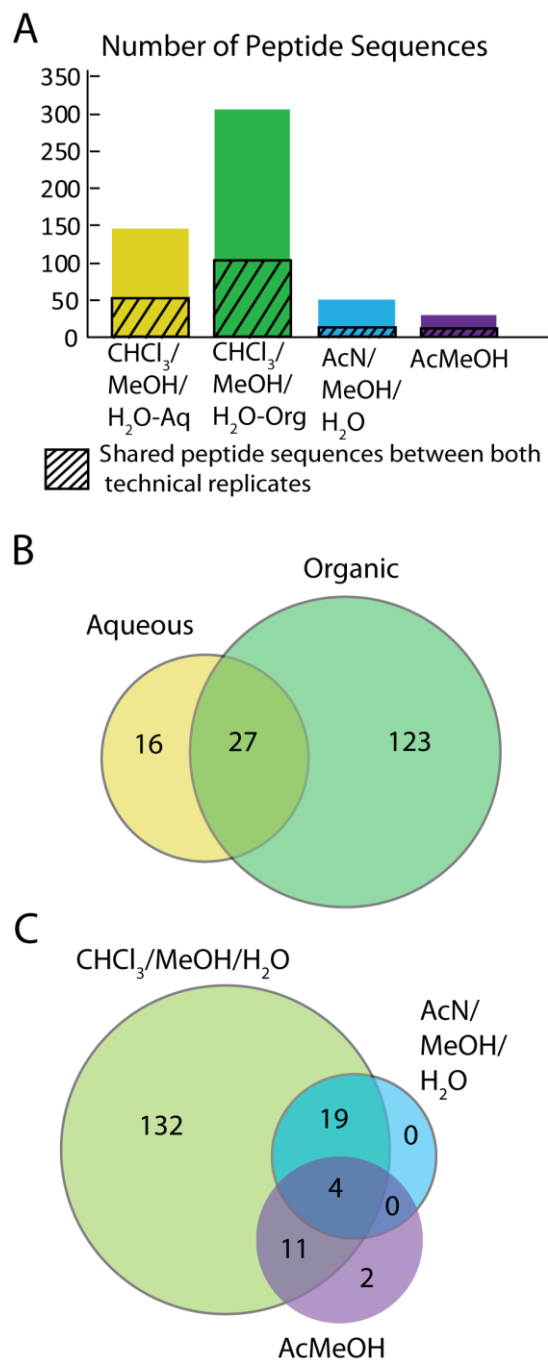 A
Number of Peptide Sequences
350
300
250
200
150
100
50
0
CHCl₃/
MeOH/
H₂O-Aq
CHCl₃/
MeOH/
H₂O-Org
AcN/
MeOH/
H₂O
AcMeOH
Shared peptide sequences between both
technical replicates
B
Organic
Aqueous
16
27
123
C
CHCl₃/MeOH/H₂O
AcN/
MeOH/
H₂O
132
19
0
4
0
11
2
AcMeOH